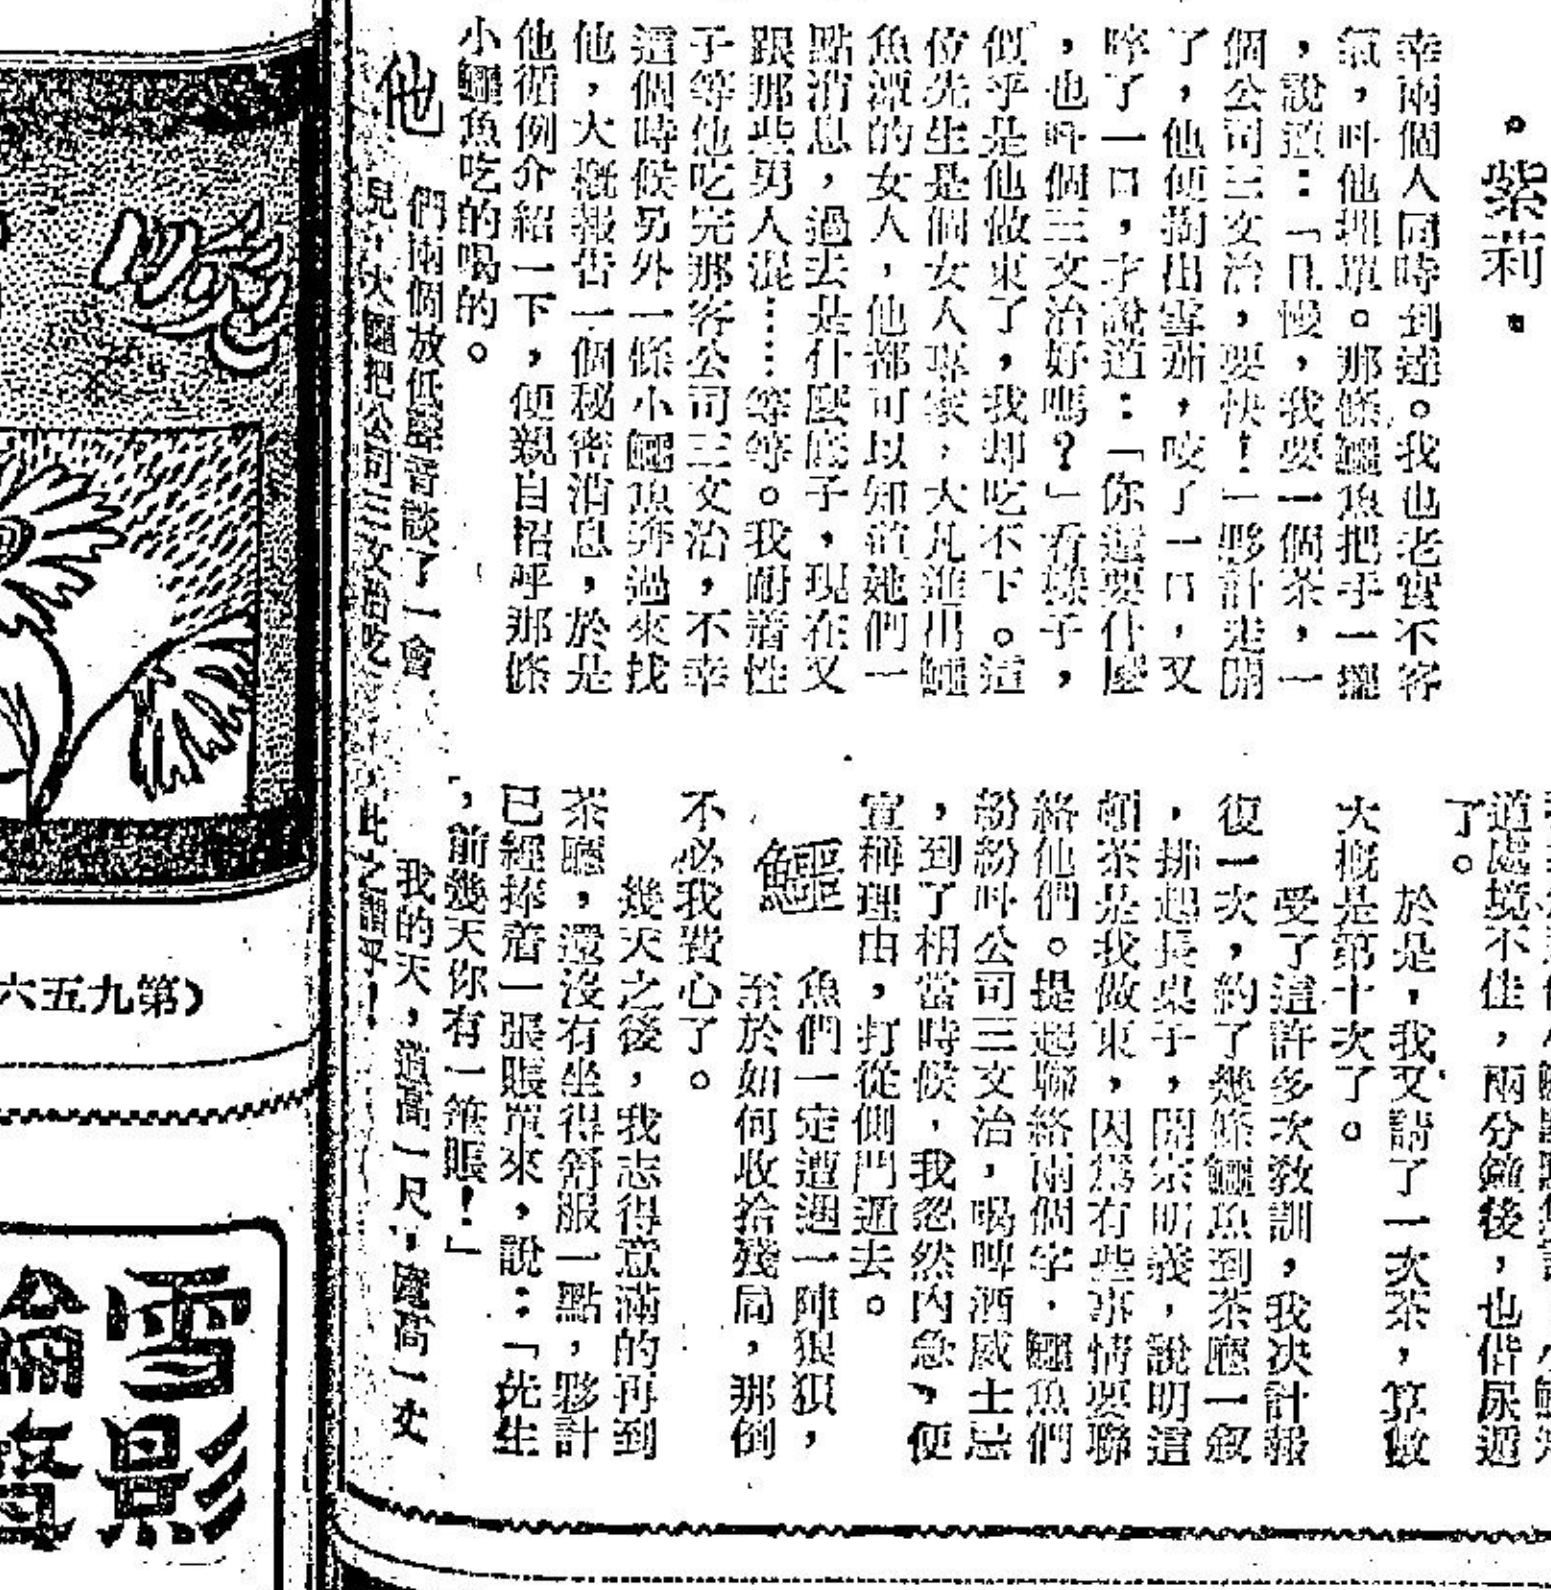 。紫莉。
幸兩個人同時到達。我也老實不客
氣,叫他埋單。那條鱷魚把手一擺
,說道:「且慢,我要一個茶,一
個公司三文治,要快!」夥計走開
了,他便掏出雪茄,咬了一口,又
啐了一口,才說道:「你還要什麼
,也叫個三文治好嗎?」看樣子,
似乎是他做東了,我却吃不下。這
位先生是個女人專家,大凡進出鱷
魚潭的女人,他都可以知道她們一
點消息,過去是什麼底子,現在又
跟那些男人混……等等。我耐着性
子等他吃完那客公司三文治,不幸
這個時候另外一條小鱷魚游過來找
他,大概報告一個秘密消息,於是
他循例介紹一下,便親自招呼那條
小鱷魚吃的喝的。
他們兩個放低聲音談了一會
兒,大鱷把公司三文治吃
道處境不佳,兩分鐘後,也借尿遁
了。
於是,我又請了一次茶,算數
大概是第十次了。
受了這許多次教訓,我決計報
復一次,約了幾條鱷魚到茶廳一叙
,排起長桌子,開宗明義,說明這
頓茶是我做東,因為有些事情要聯
絡他們。提起聯絡兩個字,鱷魚們
紛紛叫公司三文治,喝啤酒威士忌
,到了相當時候,我忽然內急,便
宣稱理由,打從側門遁去。
鱷魚們一定遭遇一陣狼狽,
至於如何收拾殘局,那倒
不必我費心了。
幾天之後,我志得意滿的再到
茶廳,還沒有坐得舒服一點,夥計
已經捧着一張賬單來,說:「先生
,前幾天你有一筆賬!」
我的天,道高一尺,魔高一丈
,此之謂乎!
(第九五六
雪
影